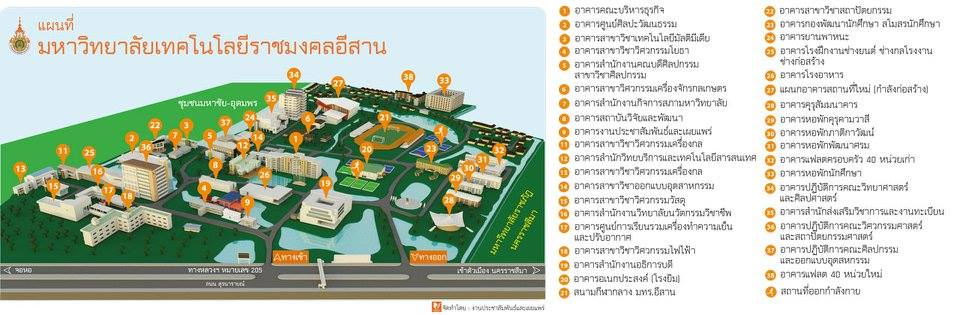 แผนที่
มหาวิทยาลัยเทคโนโลยีราชมงคลอีสาน
ชุมชนมหาชัย-อุดมพร
มหาวิทยาลัยราชภัฏ
นครราชสีมา
ทางเข้า
ทางออก
จอหอ
ทางหลวงฯ หมายเลข 205
เข้าตัวเมือง นครราชสีมา
ถนน สุรนารายณ์
จัดทำโดย : งานประชาสัมพันธ์และเผยแพร่
1 อาคารคณะบริหารธุรกิจ
2 อาคารศูนย์ศิลปะวัฒนธรรม
3 อาคารสาขาวิชาเทคโนโลยีมัลติมีเดีย
4 อาคารสาขาวิชาวิศวกรรมโยธา
5 อาคารสำนักงานคณบดีศิลปกรรม
สาขาวิชาศิลปกรรม
6 อาคารสาขาวิศวกรรมเครื่องจักรกลเกษตร
7 อาคารสำนักงานกิจการสภามหาวิทยาลัย
8 อาคารสถาบันวิจัยและพัฒนา
9 อาคารงานประชาสัมพันธ์และเผยแพร่
11 อาคารสาขาวิชาวิศวกรรมเครื่องกล
12 อาคารสำนักวิทยบริการและเทคโนโลยีสารสนเทศ
13 อาคารสาขาวิชาวิศวกรรมเครื่องกล
14 อาคารสาขาวิชาออกแบบอุตสาหกรรม
15 อาคารสาขาวิชาวิศวกรรมวัสดุ
16 อาคารสำนักงานวิทยาลัยนวัตกรรมวิชาชีพ
17 อาคารศูนย์การเรียนรวมเครื่องทำความเย็น
และปรับอากาศ
18 อาคารสาขาวิชาวิศวกรรมไฟฟ้า
19 อาคารสำนักงานอธิการบดี
20 อาคารอเนกประสงค์ (โรงยิม)
21 สนามกีฬากลาง มทร.อีสาน
22 อาคารสาขาวิชาสถาปัตยกรรม
23 อาคารกองพัฒนานักศึกษา สโมสรนักศึกษา
24 อาคารยานพาหนะ
25 อาคารโรงฝึกงานช่างยนต์ ช่างกลโรงงาน
ช่างก่อสร้าง
26 อาคารโรงอาหาร
27 แผนกอาคารสถานที่ใหม่ (กำลังก่อสร้าง)
28 อาคารคุรุสัมมนาคาร
29 อาคารหอพักคุรุคามวาสี
30 อาคารหอพักภคินีภาวัฒน์
31 อาคารหอพักพัฒนาศรม
32 อาคารแฟลตครอบครัว 40 หน่วยเก่า
33 อาคารหอพักนักศึกษา
34 อาคารปฏิบัติการคณะวิทยาศาสตร์
และศิลปศาสตร์
35 อาคารสำนักส่งเสริมวิชาการและงานทะเบียน
36 อาคารปฏิบัติการคณะวิศวกรรมศาสตร์
และสถาปัตยกรรมศาสตร์
37 อาคารปฏิบัติการคณะศิลปกรรม
และออกแบบอุตสาหกรรม
38 อาคารแฟลต 40 หน่วยใหม่
สถานที่ออกกำลังกาย